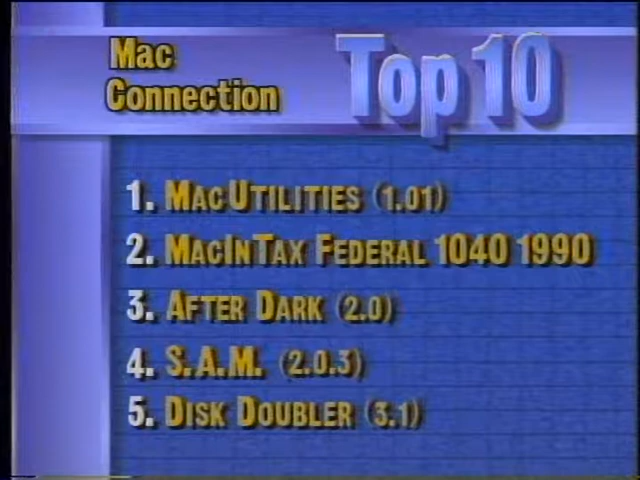 Mac
Connection
Top 10
1. MacUtilities (1.01)
2. MacInTax Federal 1040 1990
3. After Dark (2.0)
4. S.A.M. (2.0.3)
5. Disk Doubler (3.1)